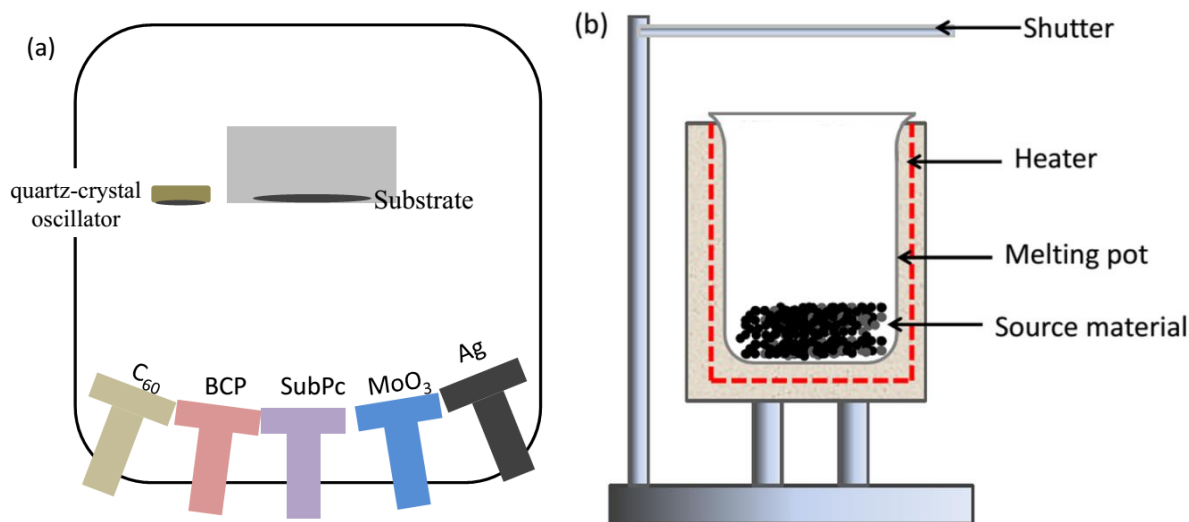 (a)
quartz-crystal
oscillator
Substrate
C₆₀
BCP
SubPc
MoO₃
Ag
(b)
Shutter
Heater
Melting pot
Source material